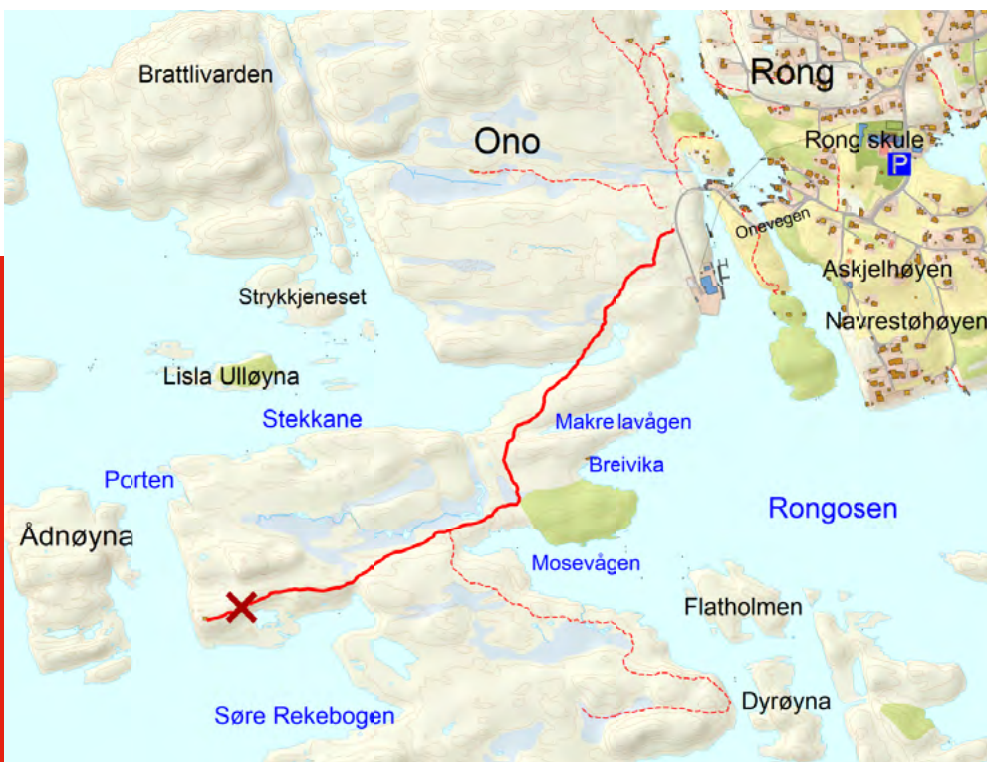 Brattlivarden
Rong
Ono
Rong skule
P
Onevegen
Askjelhøyen
Strykkjeneset
Navrestøhøyen
Lisla Ulløyna
Stekkane
Makrelavågen
Breivika
Porten
Rongosen
Ådnøyna
Mosevågen
Flatholmen
Dyrøyna
Søre Rekebogen